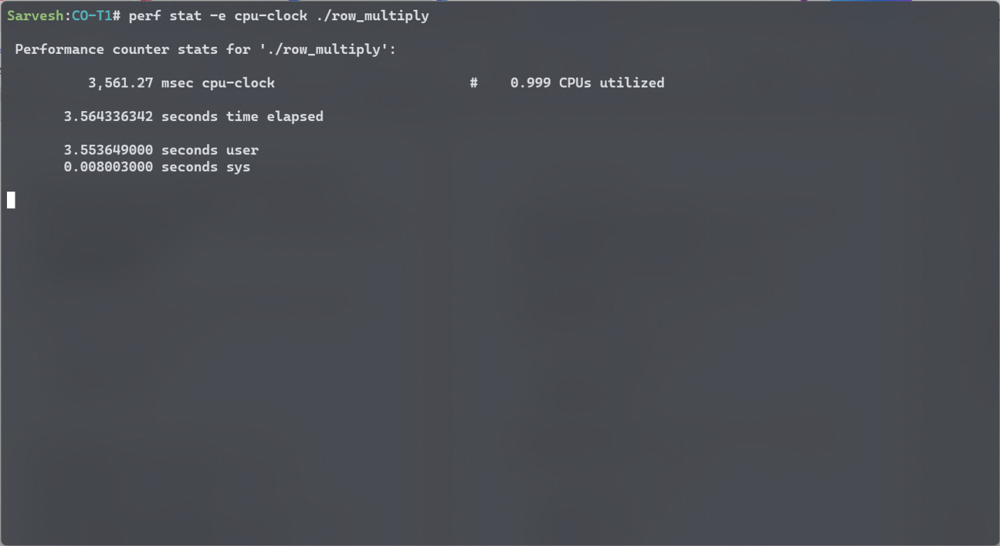 Sarvesh:CO-T1# perf stat -e cpu-clock ./row_multiply
Performance counter stats for './row_multiply':
3,561.27 msec cpu-clock # 0.999 CPUs utilized
3.564336342 seconds time elapsed
3.553649000 seconds user
0.008003000 seconds sys